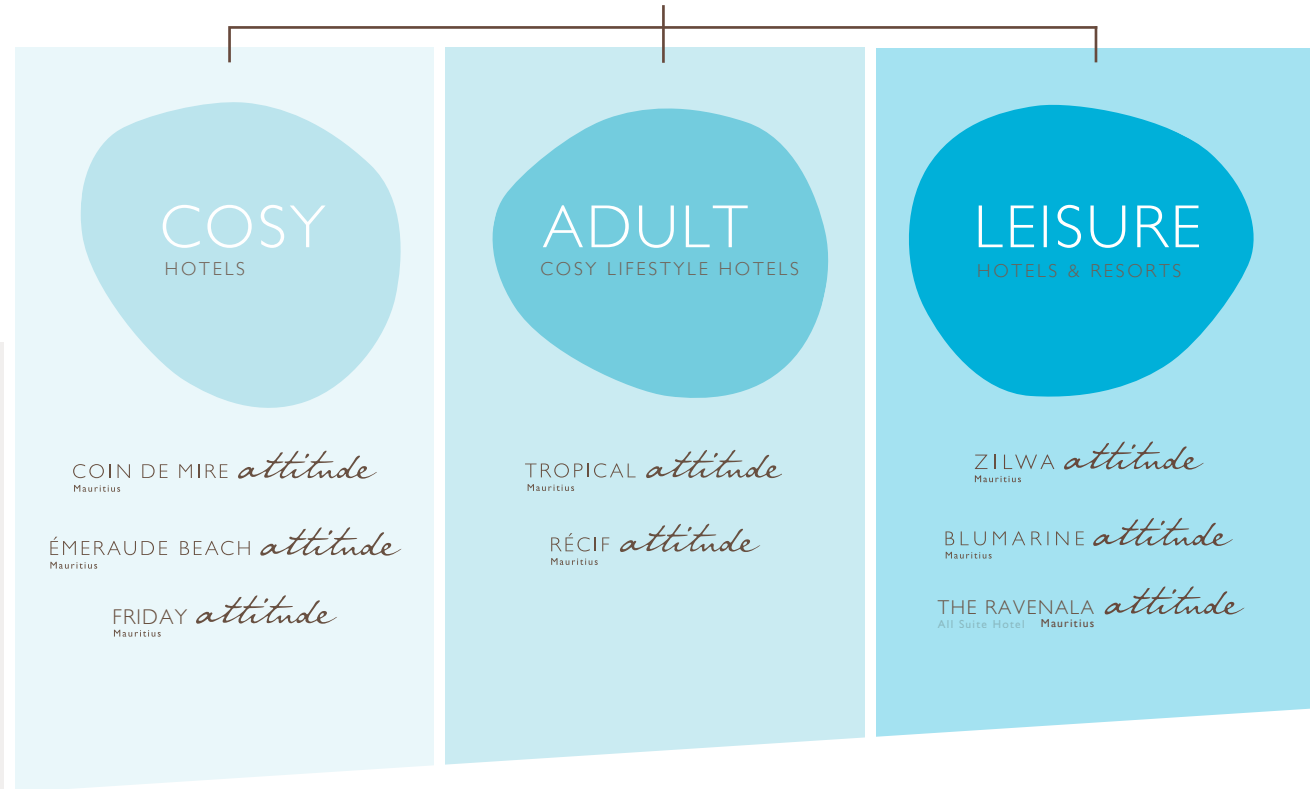 COSY
HOTELS
COIN DE MIRE attitude
Mauritius
ÉMERAUDE BEACH attitude
Mauritius
FRIDAY attitude
Mauritius
ADULT
COSY LIFESTYLE HOTELS
TROPICAL attitude
Mauritius
RÉCIF attitude
Mauritius
LEISURE
HOTELS & RESORTS
ZILWA attitude
Mauritius
BLUMARINE attitude
Mauritius
THE RAVENALA attitude
All Suite Hotel Mauritius